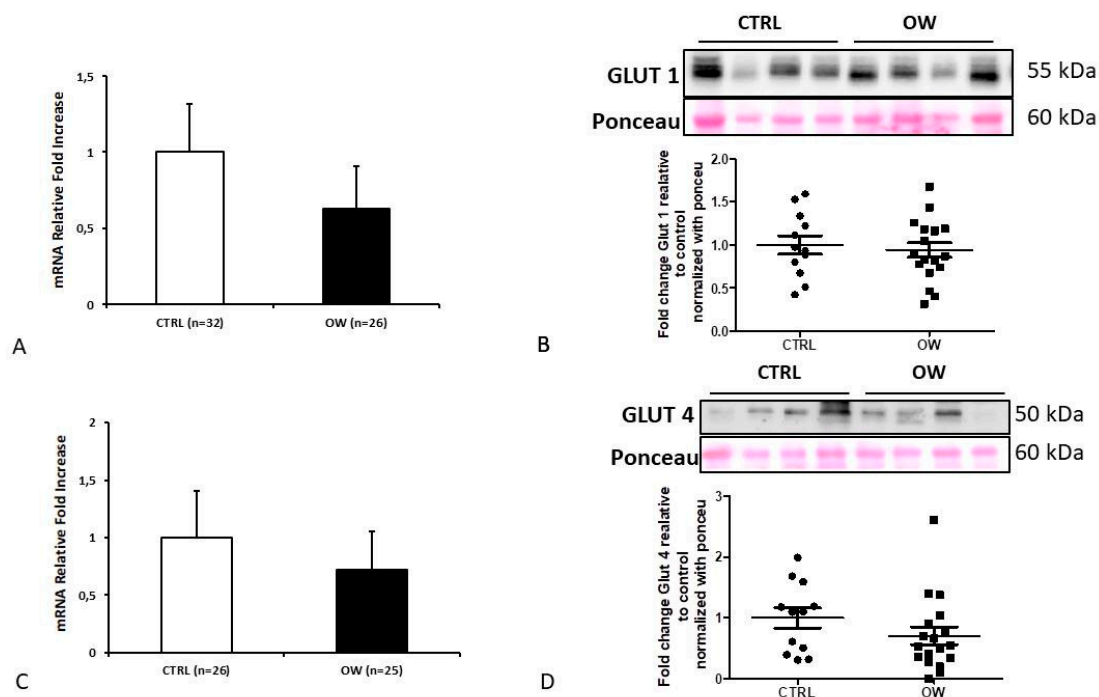 1,5
1
0,5
0
mRNA Relative Fold Increase
CTRL (n=32) OW (n=26)
A
CTRL OW
GLUT 1 55 kDa
Ponceau 60 kDa
2.0
1.5
1.0
0.5
0.0
Fold change Glut 1 realative
to control
normalized with ponceu
CTRL OW
B
2
1,5
1
0,5
0
mRNA Relative Fold Increase
CTRL (n=26) OW (n=25)
C
CTRL OW
GLUT 4 50 kDa
Ponceau 60 kDa
3
2
1
0
Fold change Glut 4 realative
to control
normalized with ponceu
CTRL OW
D